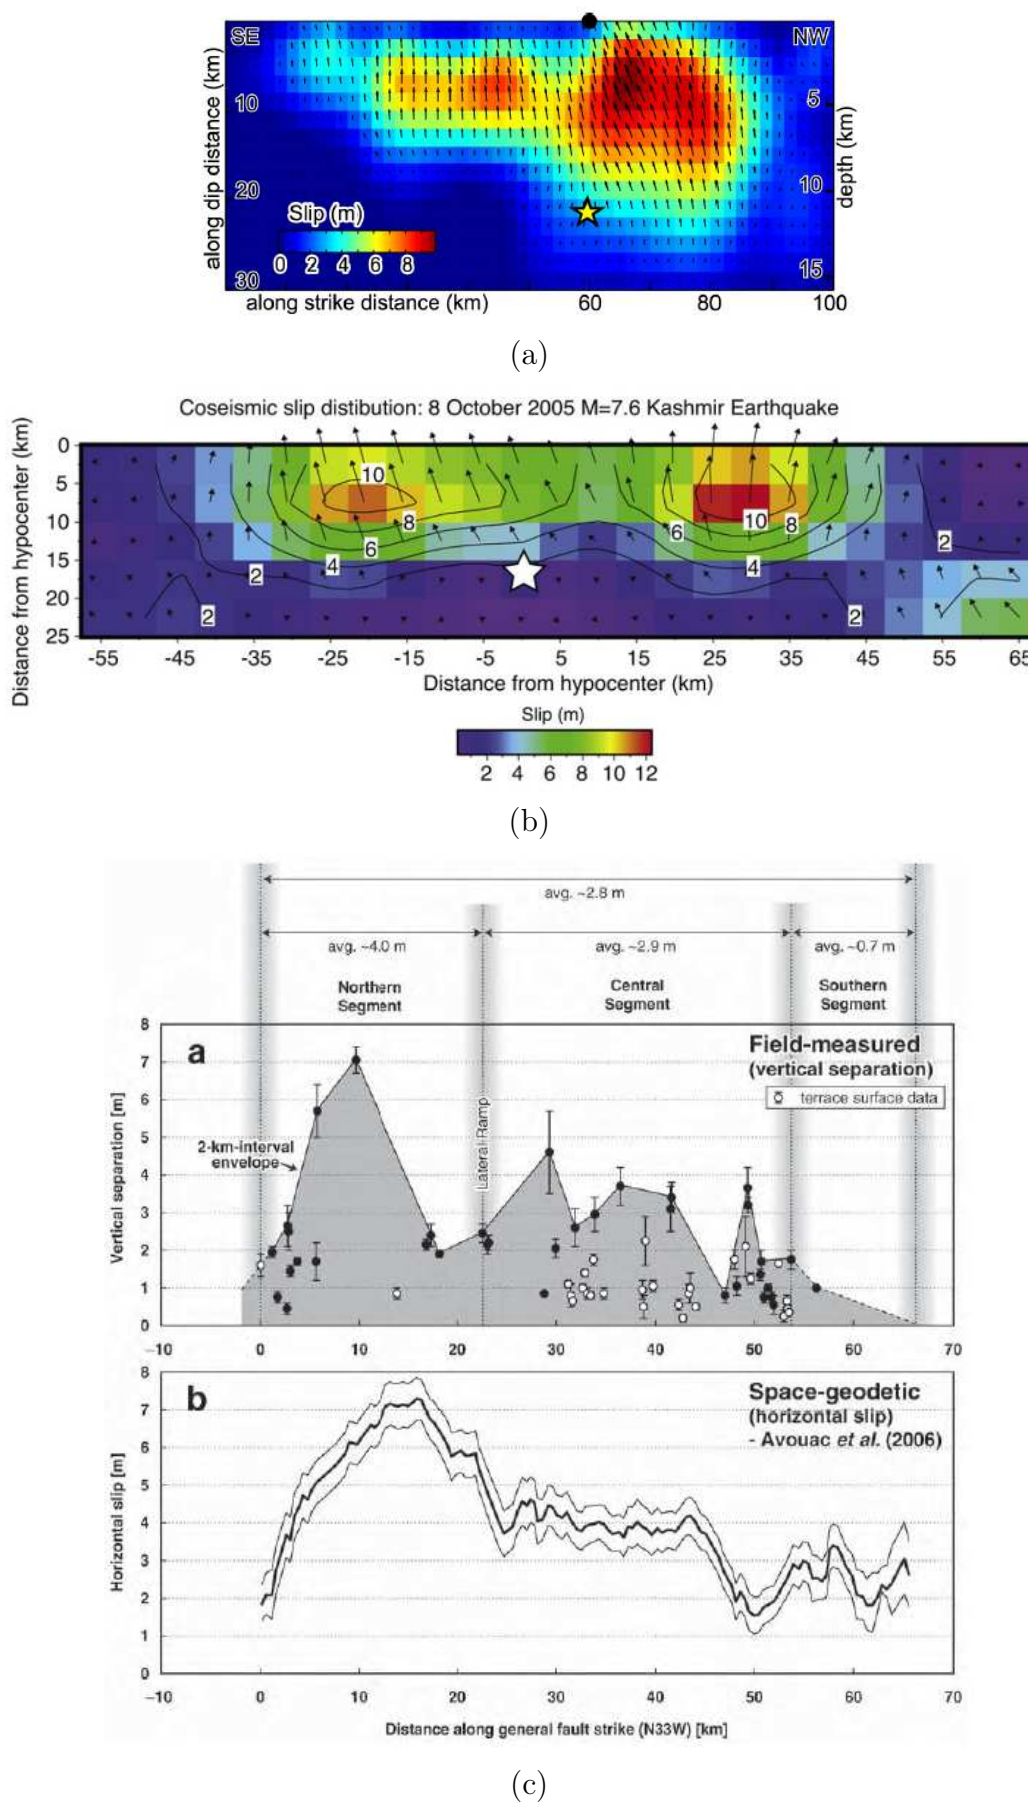 SE
NW
along dip distance (km)
10
20
30
5
10
15
depth (km)
Slip (m)
0 2 4 6 8
along strike distance (km)
60 80 100
(a)
Coseismic slip distibution: 8 October 2005 M=7.6 Kashmir Earthquake
Distance from hypocenter (km)
0
5
10
15
20
25
10
8
6
4
2
2
10
8
6
4
2
2
-55 -45 -35 -25 -15 -5 5 15 25 35 45 55 65
Distance from hypocenter (km)
Slip (m)
2 4 6 8 10 12
(b)
avg. ~2.8 m
avg. ~4.0 m
avg. ~2.9 m
avg. ~0.7 m
Northern
Segment
Central
Segment
Southern
Segment
a
Field-measured
(vertical separation)
terrace surface data
2-km-interval
envelope
Lateral Ramp
Vertical separation [m]
8
7
6
5
4
3
2
1
0
−10 0 10 20 30 40 50 60 70
b
Space-geodetic
(horizontal slip)
- Avouac et al. (2006)
Horizontal slip [m]
8
7
6
5
4
3
2
1
0
−10 0 10 20 30 40 50 60 70
Distance along general fault strike (N33W) [km]
(c)